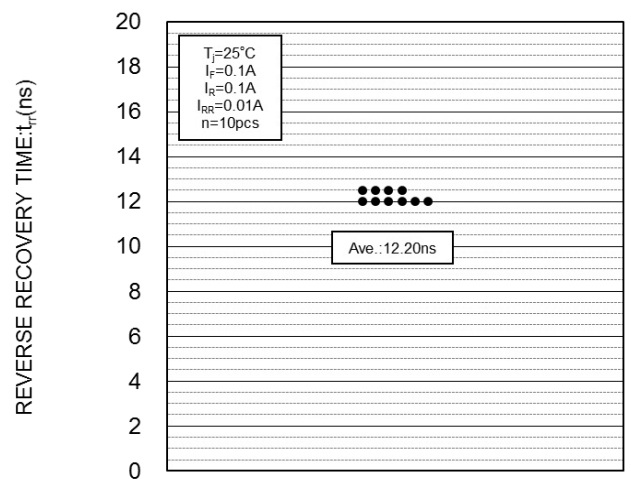 REVERSE RECOVERY TIME:trr(ns)
20
18
16
14
12
10
8
6
4
2
0
Tj=25°C
IF=0.1A
IR=0.1A
IRR=0.01A
n=10pcs
Ave.:12.20ns